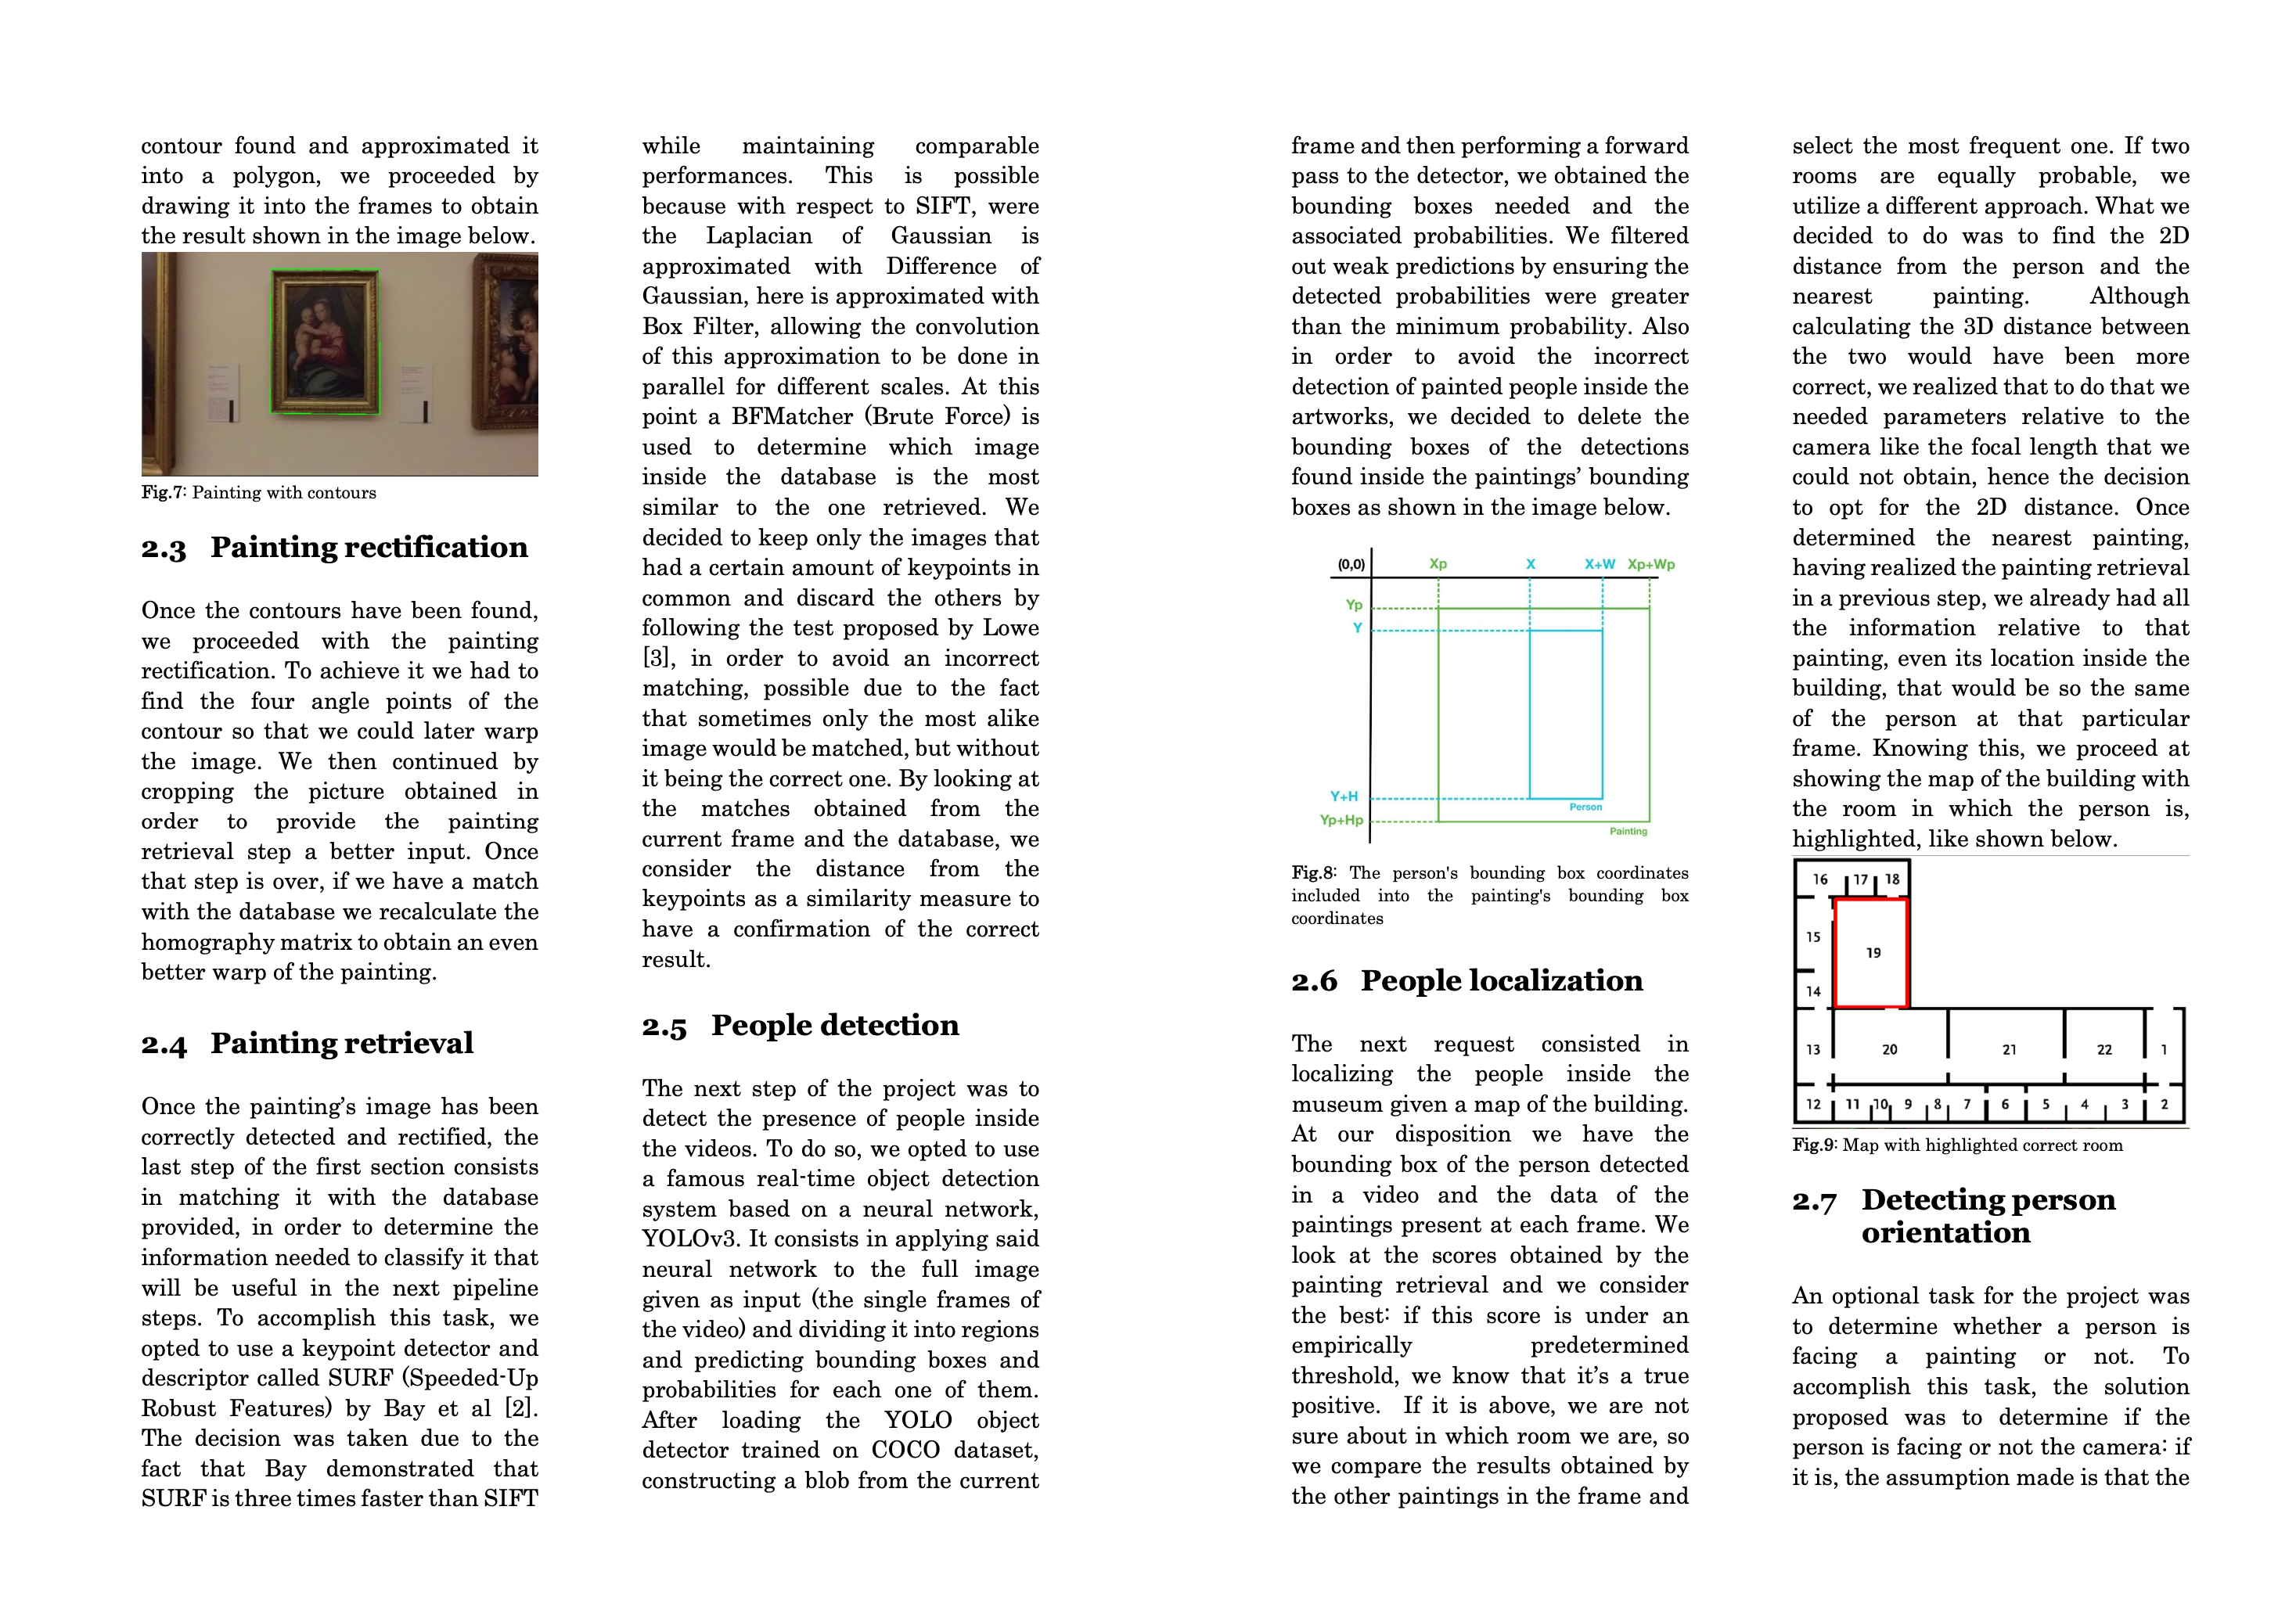 contour found and approximated it
into a polygon, we proceeded by
drawing it into the frames to obtain
the result shown in the image below.
Fig.7: Painting with contours
2.3 Painting rectification
Once the contours have been found,
we proceeded with the painting
rectification. To achieve it we had to
find the four angle points of the
contour so that we could later warp
the image. We then continued by
cropping the picture obtained in
order to provide the painting
retrieval step a better input. Once
that step is over, if we have a match
with the database we recalculate the
homography matrix to obtain an even
better warp of the painting.
2.4 Painting retrieval
Once the painting’s image has been
correctly detected and rectified, the
last step of the first section consists
in matching it with the database
provided, in order to determine the
information needed to classify it that
will be useful in the next pipeline
steps. To accomplish this task, we
opted to use a keypoint detector and
descriptor called SURF (Speeded-Up
Robust Features) by Bay et al [2].
The decision was taken due to the
fact that Bay demonstrated that
SURF is three times faster than SIFT
while maintaining comparable
performances. This is possible
because with respect to SIFT, were
the Laplacian of Gaussian is
approximated with Difference of
Gaussian, here is approximated with
Box Filter, allowing the convolution
of this approximation to be done in
parallel for different scales. At this
point a BFMatcher (Brute Force) is
used to determine which image
inside the database is the most
similar to the one retrieved. We
decided to keep only the images that
had a certain amount of keypoints in
common and discard the others by
following the test proposed by Lowe
[3], in order to avoid an incorrect
matching, possible due to the fact
that sometimes only the most alike
image would be matched, but without
it being the correct one. By looking at
the matches obtained from the
current frame and the database, we
consider the distance from the
keypoints as a similarity measure to
have a confirmation of the correct
result.
2.5 People detection
The next step of the project was to
detect the presence of people inside
the videos. To do so, we opted to use
a famous real-time object detection
system based on a neural network,
YOLOv3. It consists in applying said
neural network to the full image
given as input (the single frames of
the video) and dividing it into regions
and predicting bounding boxes and
probabilities for each one of them.
After loading the YOLO object
detector trained on COCO dataset,
constructing a blob from the current
frame and then performing a forward
pass to the detector, we obtained the
bounding boxes needed and the
associated probabilities. We filtered
out weak predictions by ensuring the
detected probabilities were greater
than the minimum probability. Also
in order to avoid the incorrect
detection of painted people inside the
artworks, we decided to delete the
bounding boxes of the detections
found inside the paintings’ bounding
boxes as shown in the image below.
(0,0) Xp X X+W Xp+Wp
Yp
Y
Y+H
Person
Yp+Hp
Painting
Fig.8: The person's bounding box coordinates
included into the painting's bounding box
coordinates
2.6 People localization
The next request consisted in
localizing the people inside the
museum given a map of the building.
At our disposition we have the
bounding box of the person detected
in a video and the data of the
paintings present at each frame. We
look at the scores obtained by the
painting retrieval and we consider
the best: if this score is under an
empirically predetermined
threshold, we know that it’s a true
positive. If it is above, we are not
sure about in which room we are, so
we compare the results obtained by
the other paintings in the frame and
select the most frequent one. If two
rooms are equally probable, we
utilize a different approach. What we
decided to do was to find the 2D
distance from the person and the
nearest painting. Although
calculating the 3D distance between
the two would have been more
correct, we realized that to do that we
needed parameters relative to the
camera like the focal length that we
could not obtain, hence the decision
to opt for the 2D distance. Once
determined the nearest painting,
having realized the painting retrieval
in a previous step, we already had all
the information relative to that
painting, even its location inside the
building, that would be so the same
of the person at that particular
frame. Knowing this, we proceed at
showing the map of the building with
the room in which the person is,
highlighted, like shown below.
16 17 18
15
19
14
13 20 21 22 1
12 11 10 9 8 7 6 5 4 3 2
Fig.9: Map with highlighted correct room
2.7 Detecting person
orientation
An optional task for the project was
to determine whether a person is
facing a painting or not. To
accomplish this task, the solution
proposed was to determine if the
person is facing or not the camera: if
it is, the assumption made is that the